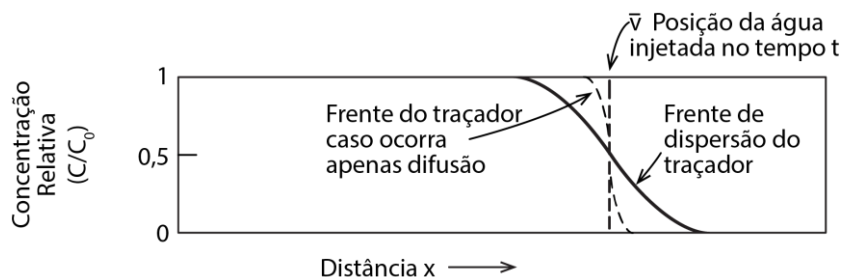 v̅ Posição da água
injetada no tempo t
Concentração
Relativa
(C/C₀)
1
0,5
0
Frente do traçador
caso ocorra
apenas difusão
Frente de
dispersão do
traçador
Distância x